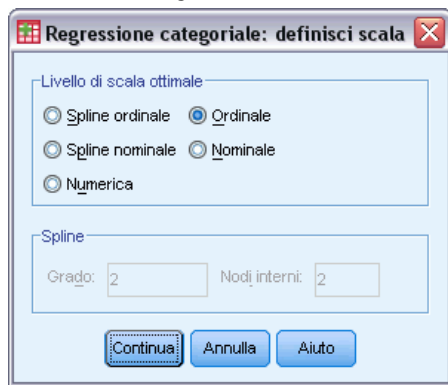 Regressione categoriale: definisci scala
Livello di scala ottimale
Spline ordinale Ordinale
Spline nominale Nominale
Numerica
Spline
Grado: 2 Nodi interni: 2
Continua Annulla Aiuto